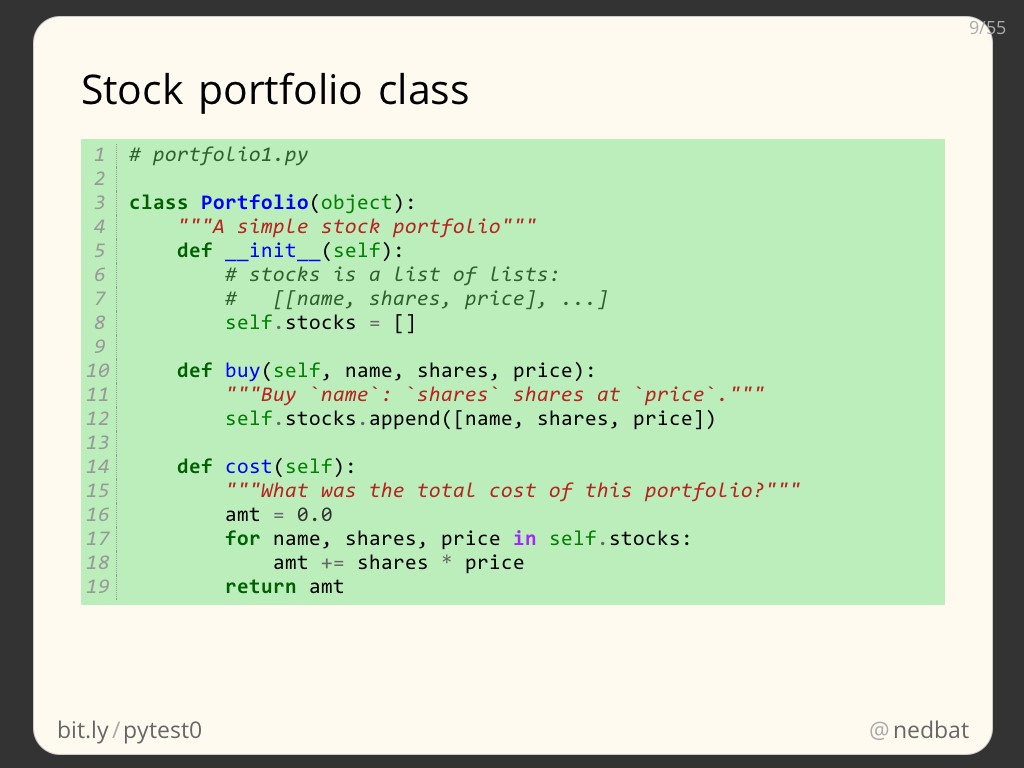 9/55
Stock portfolio class
1 # portfolio1.py
2
3 class Portfolio(object):
4     """A simple stock portfolio"""
5     def __init__(self):
6         # stocks is a list of lists:
7         #   [[name, shares, price], ...]
8         self.stocks = []
9
10     def buy(self, name, shares, price):
11         """Buy `name`: `shares` shares at `price`."""
12         self.stocks.append([name, shares, price])
13
14     def cost(self):
15         """What was the total cost of this portfolio?"""
16         amt = 0.0
17         for name, shares, price in self.stocks:
18             amt += shares * price
19         return amt
bit.ly/pytest0
@nedbat